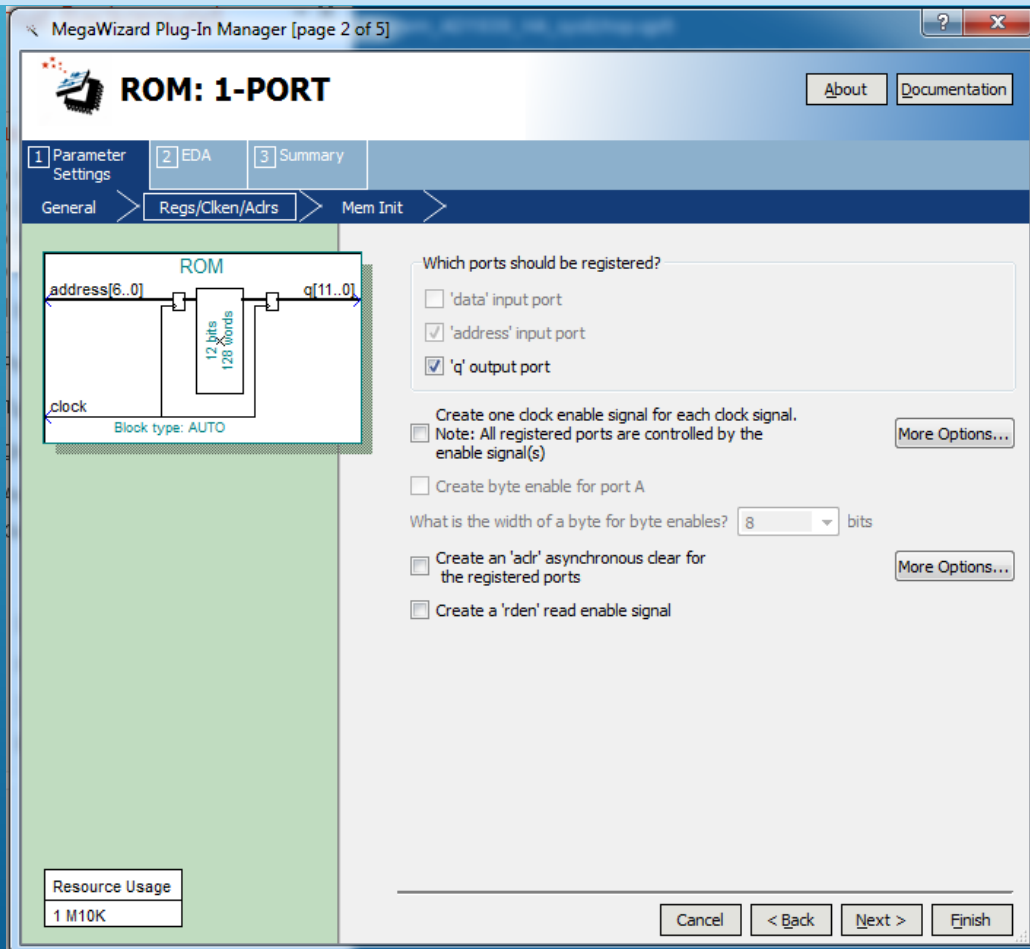 MegaWizard Plug-In Manager [page 2 of 5]
?
X
ROM: 1-PORT
About
Documentation
1 Parameter
Settings
2 EDA
3 Summary
General
Regs/Clken/Aclrs
Mem Init
ROM
address[6..0]
q[11..0]
12 bits
x
128 words
clock
Block type: AUTO
Which ports should be registered?
'data' input port
'address' input port
'q' output port
Create one clock enable signal for each clock signal.
Note: All registered ports are controlled by the
enable signal(s)
More Options...
Create byte enable for port A
What is the width of a byte for byte enables?
8
bits
Create an 'aclr' asynchronous clear for
the registered ports
More Options...
Create a 'rden' read enable signal
Resource Usage
1 M10K
Cancel
< Back
Next >
Finish